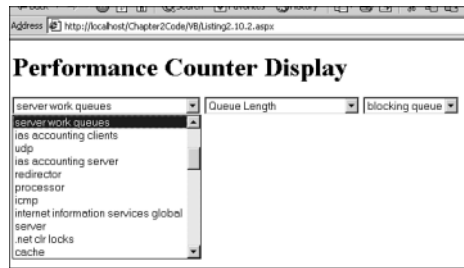 Address http://localhost/Chapter2Code/VB/Listing2.10.2.aspx
Performance Counter Display
server work queues Queue Length blocking queue
server work queues
ias accounting clients
udp
ias accounting server
redirector
processor
icmp
internet information services global
server
.net clr locks
cache